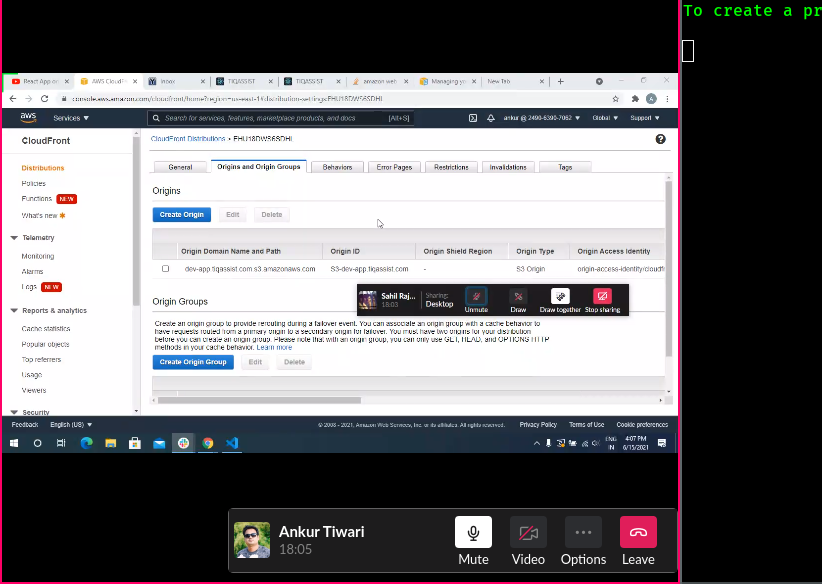 To create a pr
React App
AWS CloudFr
Inbox
TIQASSIST
TIQASSIST
amazon web
Managing yo
New Tab
console.aws.amazon.com/cloudfront/home?region=us-east-1#distribution-settings:EHU18DWS6SDHL
aws
Services
Search for services, features, marketplace products, and docs
[Alt+S]
ankur @ 2490-6390-7062
Global
Support
CloudFront
CloudFront Distributions > EHU18DWS6SDHL
General
Origins and Origin Groups
Behaviors
Error Pages
Restrictions
Invalidations
Tags
Distributions
Policies
Functions NEW
What's new
Telemetry
Monitoring
Alarms
Logs NEW
Reports & analytics
Cache statistics
Popular objects
Top referrers
Usage
Viewers
Security
Origins
Create Origin
Edit
Delete
Origin Domain Name and Path
Origin ID
Origin Shield Region
Origin Type
Origin Access Identity
dev-app.tiqassist.com.s3.amazonaws.com
S3-dev-app.tiqassist.com
-
S3 Origin
origin-access-identity/cloudf
Sahil Raj...
18:03
Sharing:
Desktop
Unmute
Draw
Draw together
Stop sharing
Origin Groups
Create an origin group to provide rerouting during a failover event. You can associate an origin group with a cache behavior to
have requests routed from a primary origin to a secondary origin for failover. You must have two origins for your distribution
before you can create an origin group. Please note that with an origin group, you can only use GET, HEAD, and OPTIONS HTTP
methods in your cache behavior. Learn more
Create Origin Group
Edit
Delete
Feedback
English (US)
© 2008 - 2021, Amazon Web Services, Inc. or its affiliates. All rights reserved.
Privacy Policy
Terms of Use
Cookie preferences
ENG
IN
4:07 PM
6/15/2021
Ankur Tiwari
18:05
Mute
Video
Options
Leave